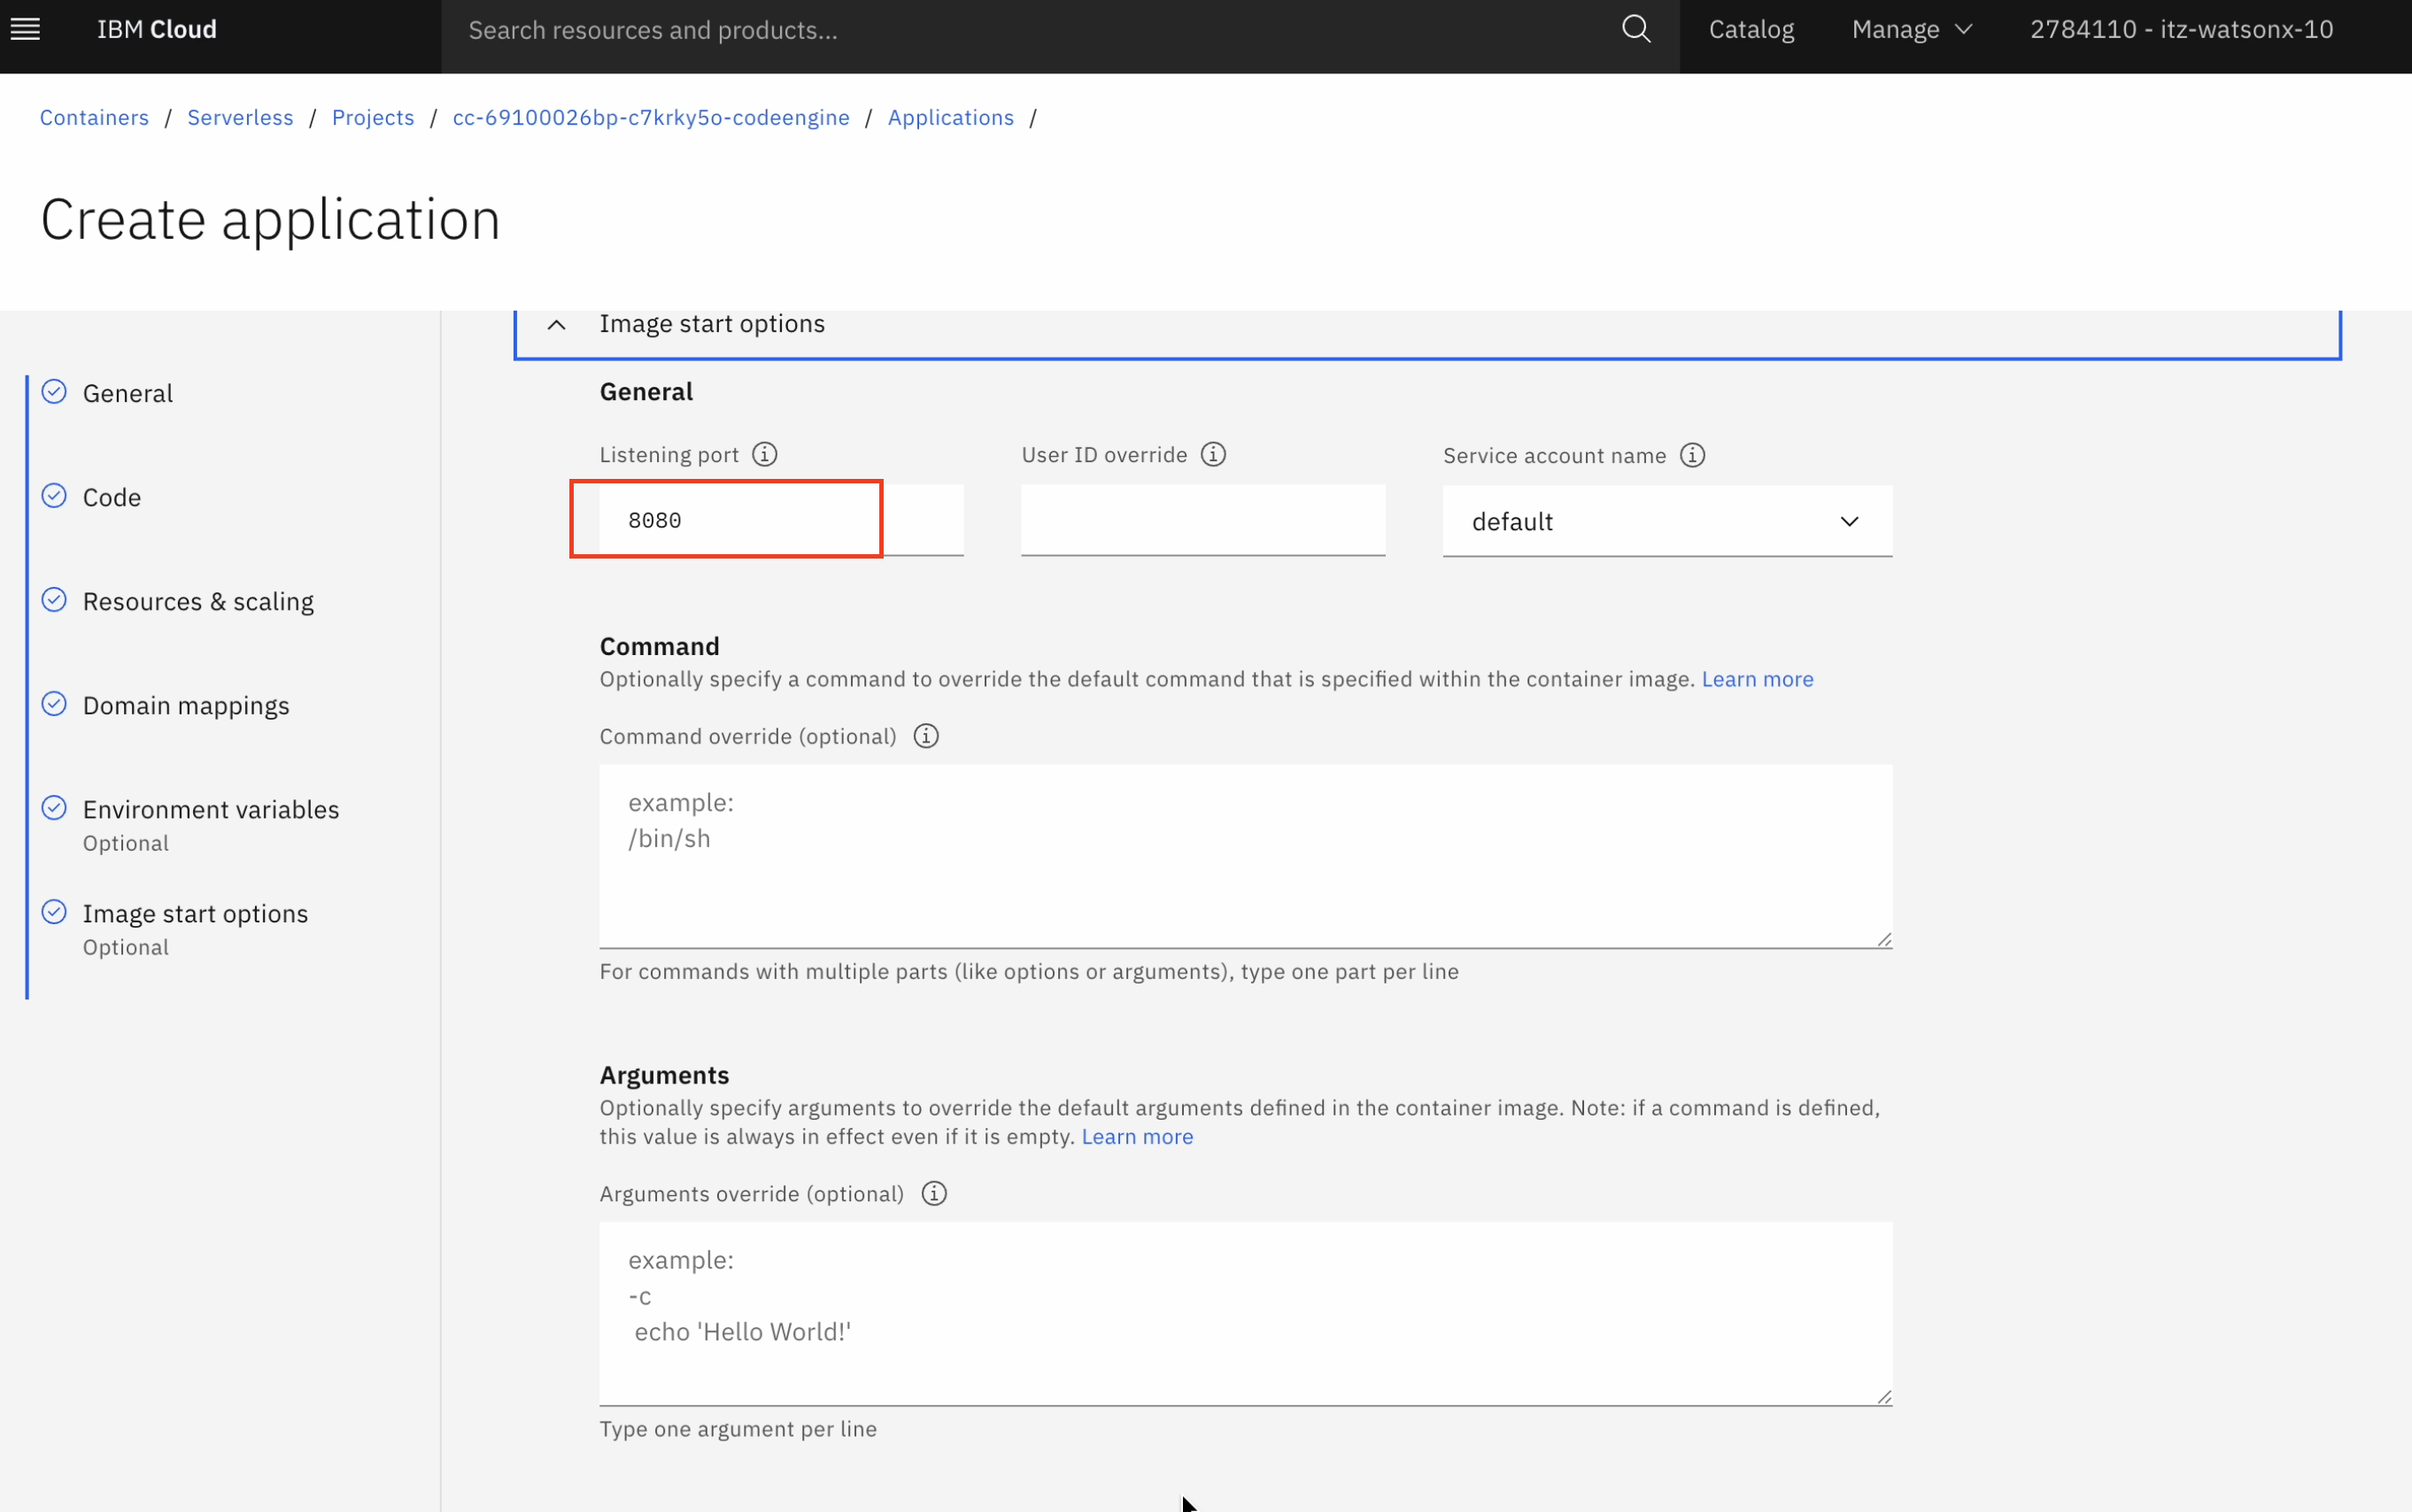 IBM Cloud
Search resources and products...
Catalog
Manage
2784110 - itz-watsonx-10
Containers / Serverless / Projects / cc-69100026bp-c7krky5o-codeengine / Applications /
Create application
General
Code
Resources & scaling
Domain mappings
Environment variables
Optional
Image start options
Optional
Image start options
General
Listening port
8080
User ID override
Service account name
default
Command
Optionally specify a command to override the default command that is specified within the container image. Learn more
Command override (optional)
example:
/bin/sh
For commands with multiple parts (like options or arguments), type one part per line
Arguments
Optionally specify arguments to override the default arguments defined in the container image. Note: if a command is defined,
this value is always in effect even if it is empty. Learn more
Arguments override (optional)
example:
-c
echo 'Hello World!'
Type one argument per line